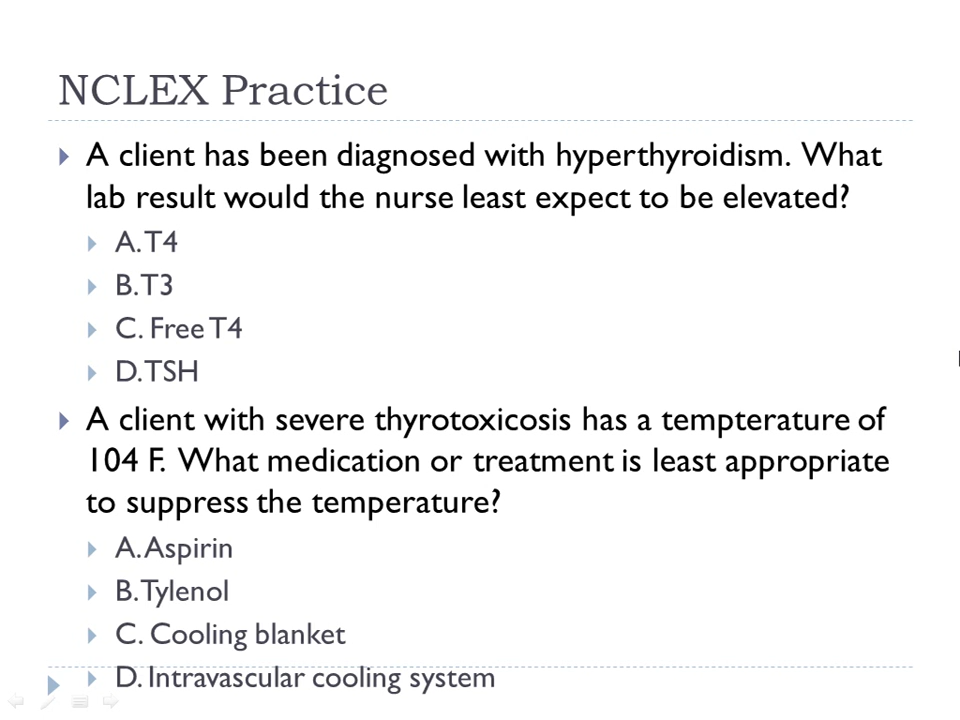 NCLEX Practice
A client has been diagnosed with hyperthyroidism. What
lab result would the nurse least expect to be elevated?
A. T4
B. T3
C. Free T4
D. TSH
A client with severe thyrotoxicosis has a tempterature of
104 F. What medication or treatment is least appropriate
to suppress the temperature?
A. Aspirin
B. Tylenol
C. Cooling blanket
D. Intravascular cooling system